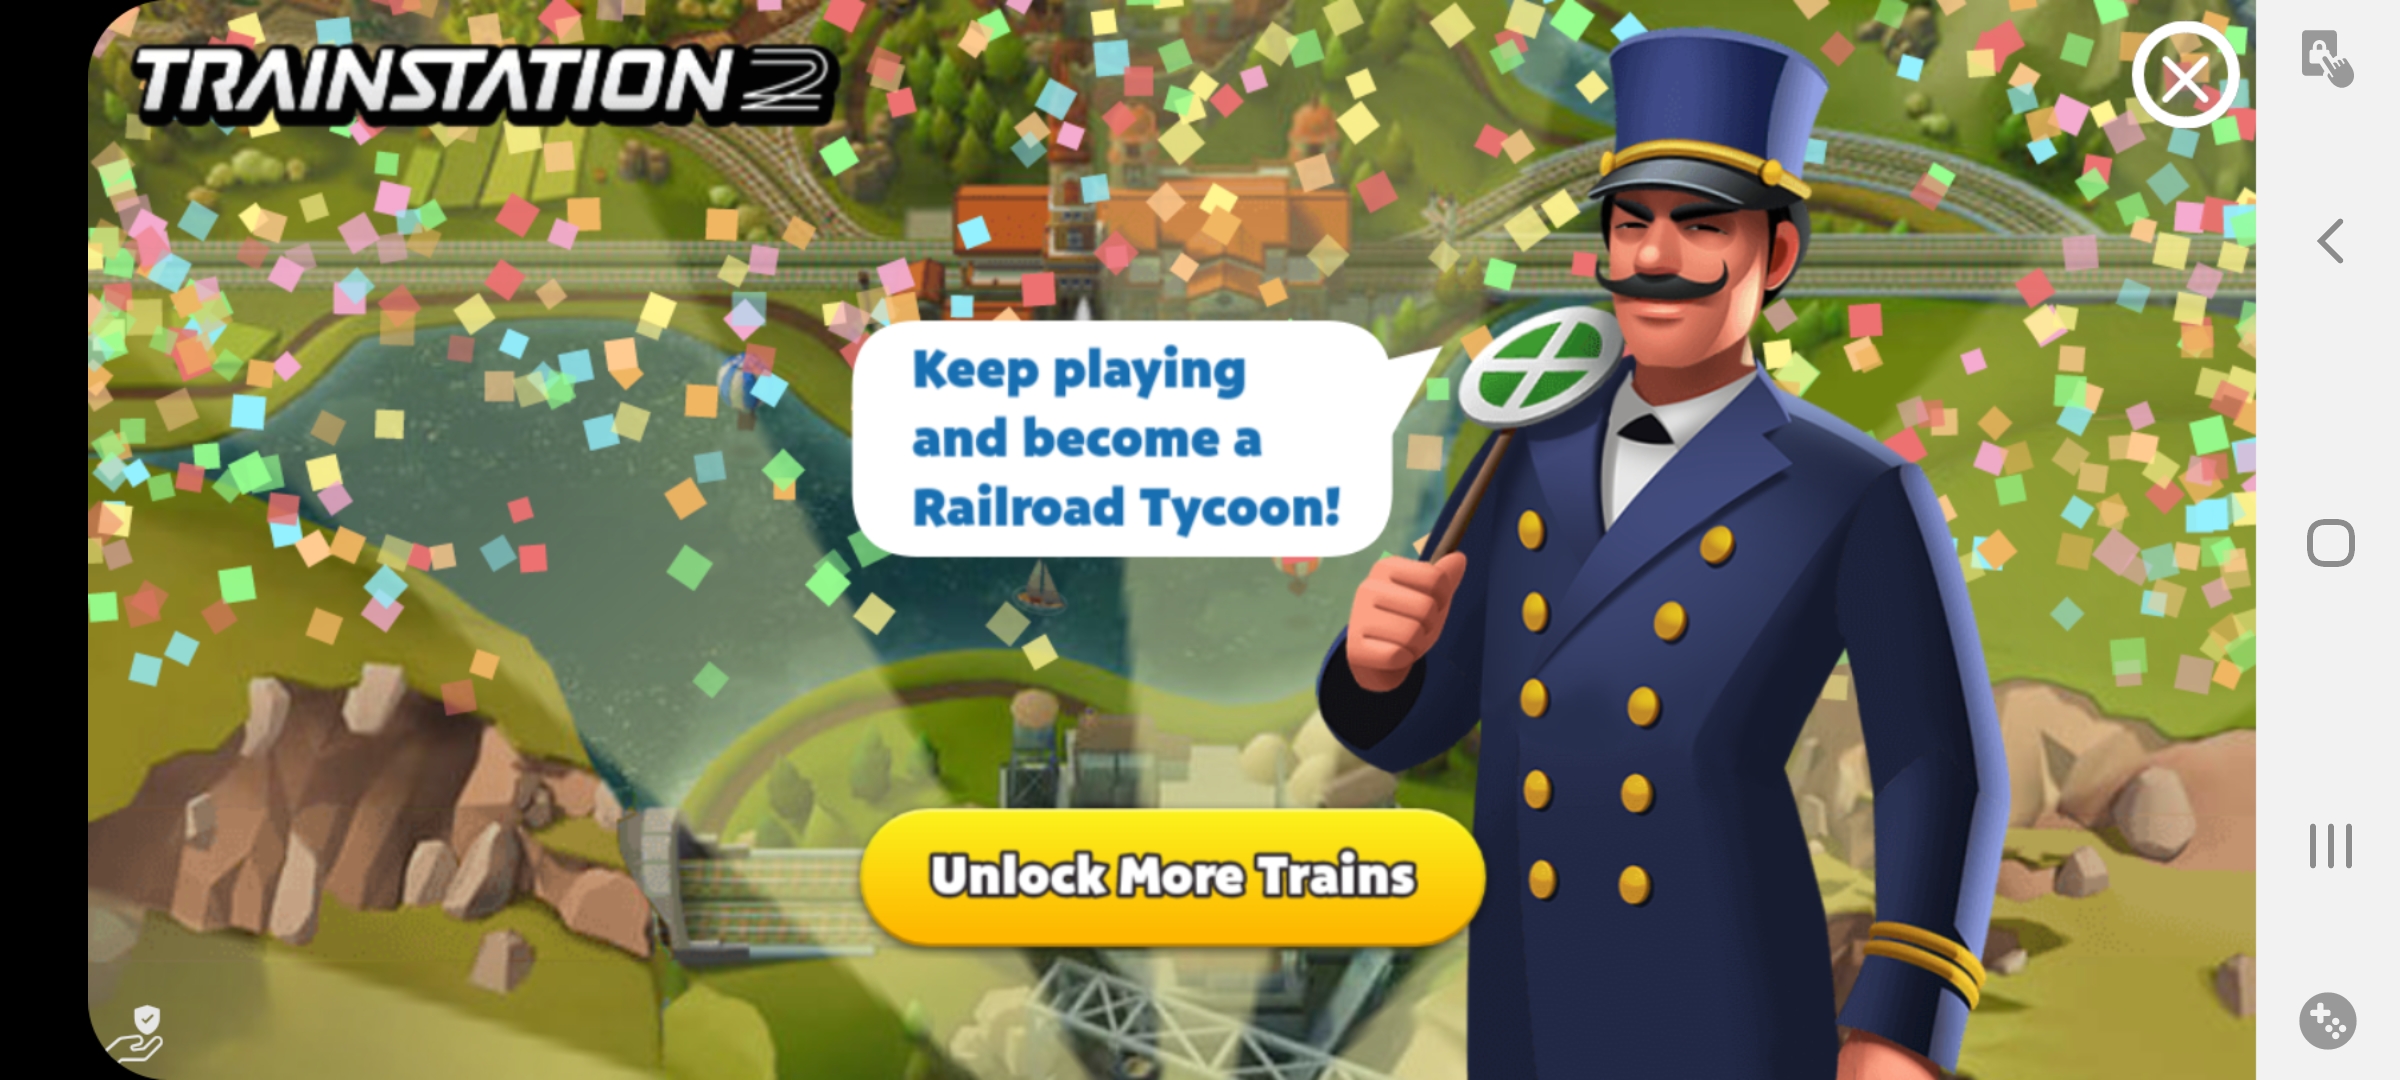 TRAINSTATION 2
Keep playing
and become a
Railroad Tycoon!
Unlock More Trains